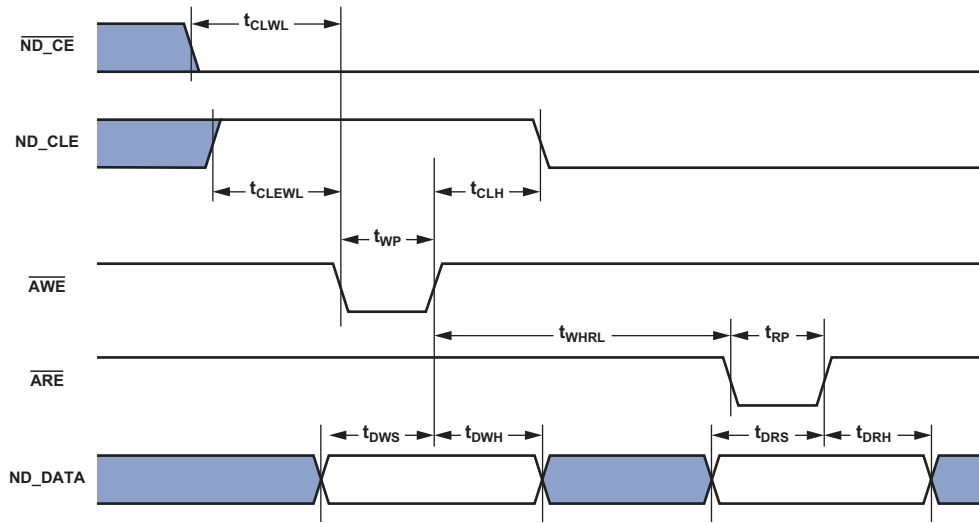 tCLWL
ND_CE
ND_CLE
tCLEWL
tCLH
tWP
AWE
tWHRL
tRP
ARE
tDWS
tDWH
tDRS
tDRH
ND_DATA